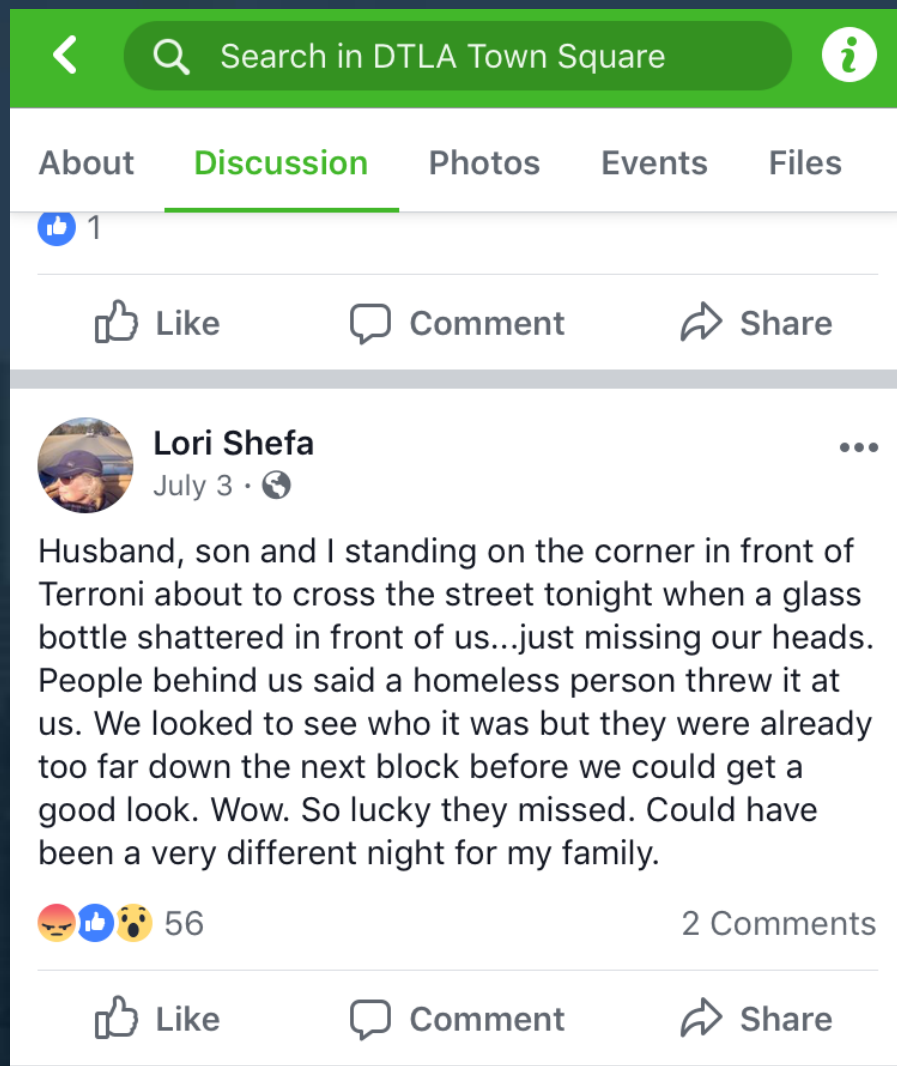 Search in DTLA Town Square
About Discussion Photos Events Files
1
Like Comment Share
Lori Shefa
July 3 ·
Husband, son and I standing on the corner in front of
Terroni about to cross the street tonight when a glass
bottle shattered in front of us...just missing our heads.
People behind us said a homeless person threw it at
us. We looked to see who it was but they were already
too far down the next block before we could get a
good look. Wow. So lucky they missed. Could have
been a very different night for my family.
56 2 Comments
Like Comment Share